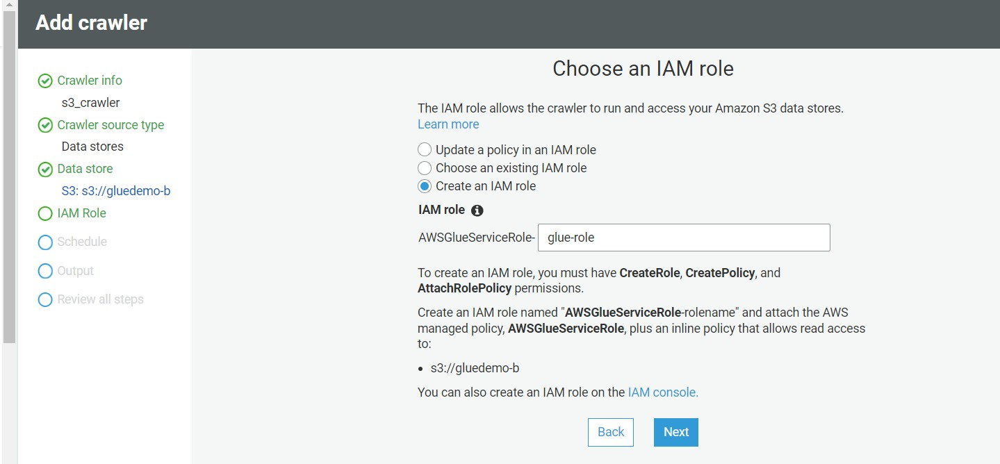 Add crawler
Crawler info
s3_crawler
Crawler source type
Data stores
Data store
S3: s3://gluedemo-b
IAM Role
Schedule
Output
Review all steps
Choose an IAM role
The IAM role allows the crawler to run and access your Amazon S3 data stores.
Learn more
Update a policy in an IAM role
Choose an existing IAM role
Create an IAM role
IAM role
AWSGlueServiceRole- glue-role
To create an IAM role, you must have CreateRole, CreatePolicy, and
AttachRolePolicy permissions.
Create an IAM role named "AWSGlueServiceRole-rolename" and attach the AWS
managed policy, AWSGlueServiceRole, plus an inline policy that allows read access
to:
• s3://gluedemo-b
You can also create an IAM role on the IAM console.
Back Next